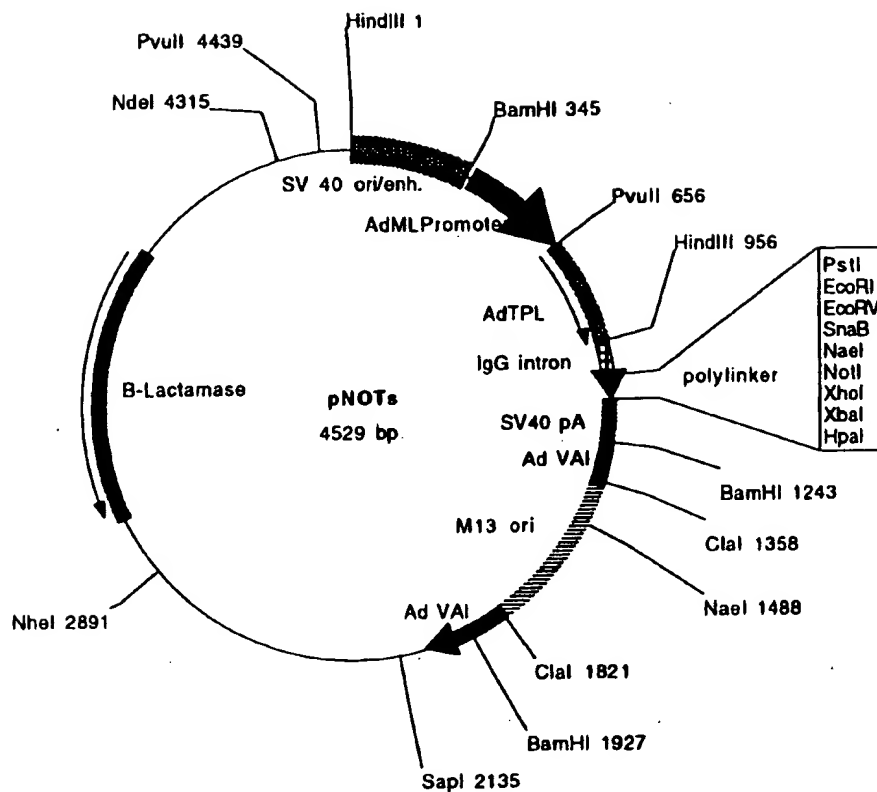 HindIII 1
PvuII 4439
NdeI 4315
BamHI 345
SV 40 ori/enh.
AdMLPromote
PvuII 656
HindIII 956
PstI
EcoRI
EcoRV
SnaB
NaeI
NotI
XhoI
XbaI
HpaI
AdTPL
IgG intron
polylinker
B-Lactamase
pNOTs
4529 bp
SV40 pA
Ad VAI
BamHI 1243
M13 ori
ClaI 1358
NaeI 1488
NheI 2891
Ad VAI
ClaI 1821
BamHI 1927
SapI 2135